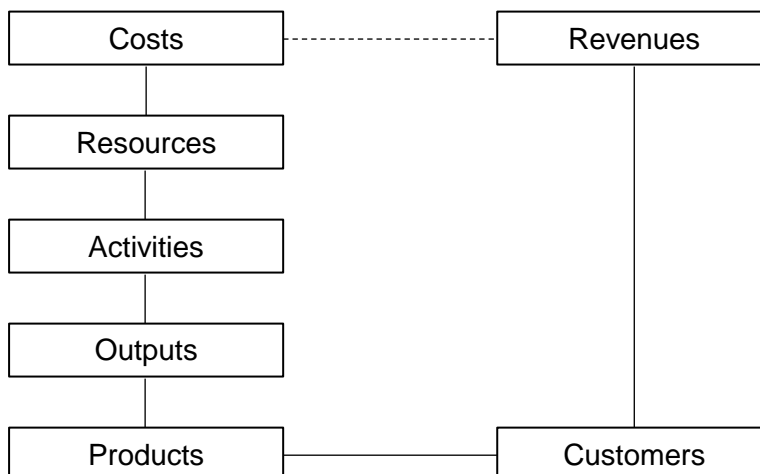 Costs
Revenues
Resources
Activities
Outputs
Products
Customers